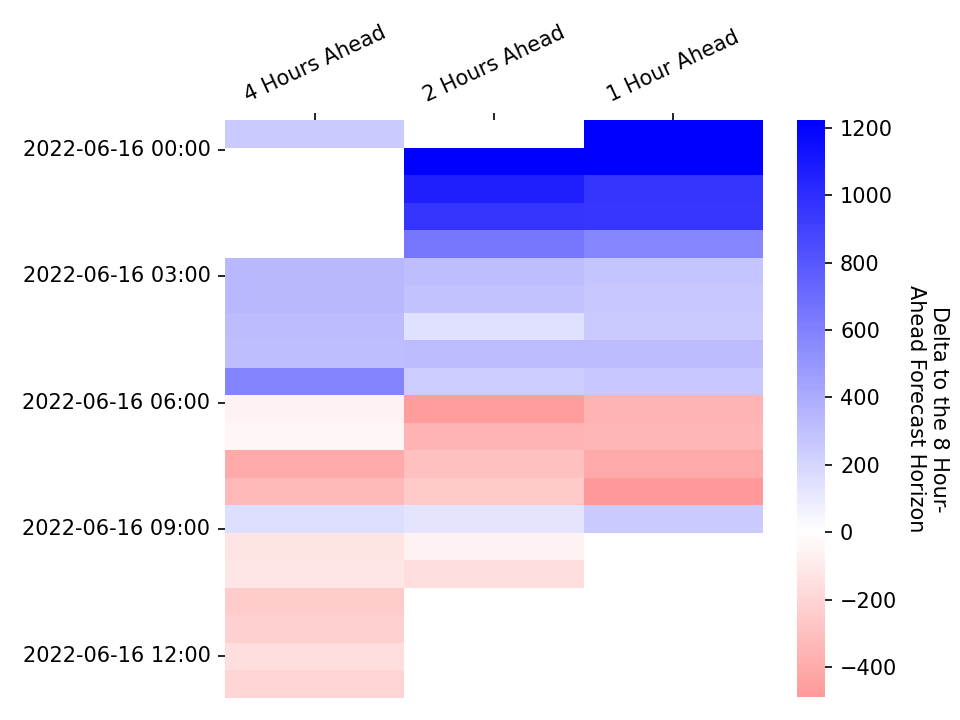 4 Hours Ahead
2 Hours Ahead
1 Hour Ahead
2022-06-16 00:00
2022-06-16 03:00
2022-06-16 06:00
2022-06-16 09:00
2022-06-16 12:00
1200
1000
800
600
400
200
0
−200
−400
Delta to the 8 Hour-
Ahead Forecast Horizon